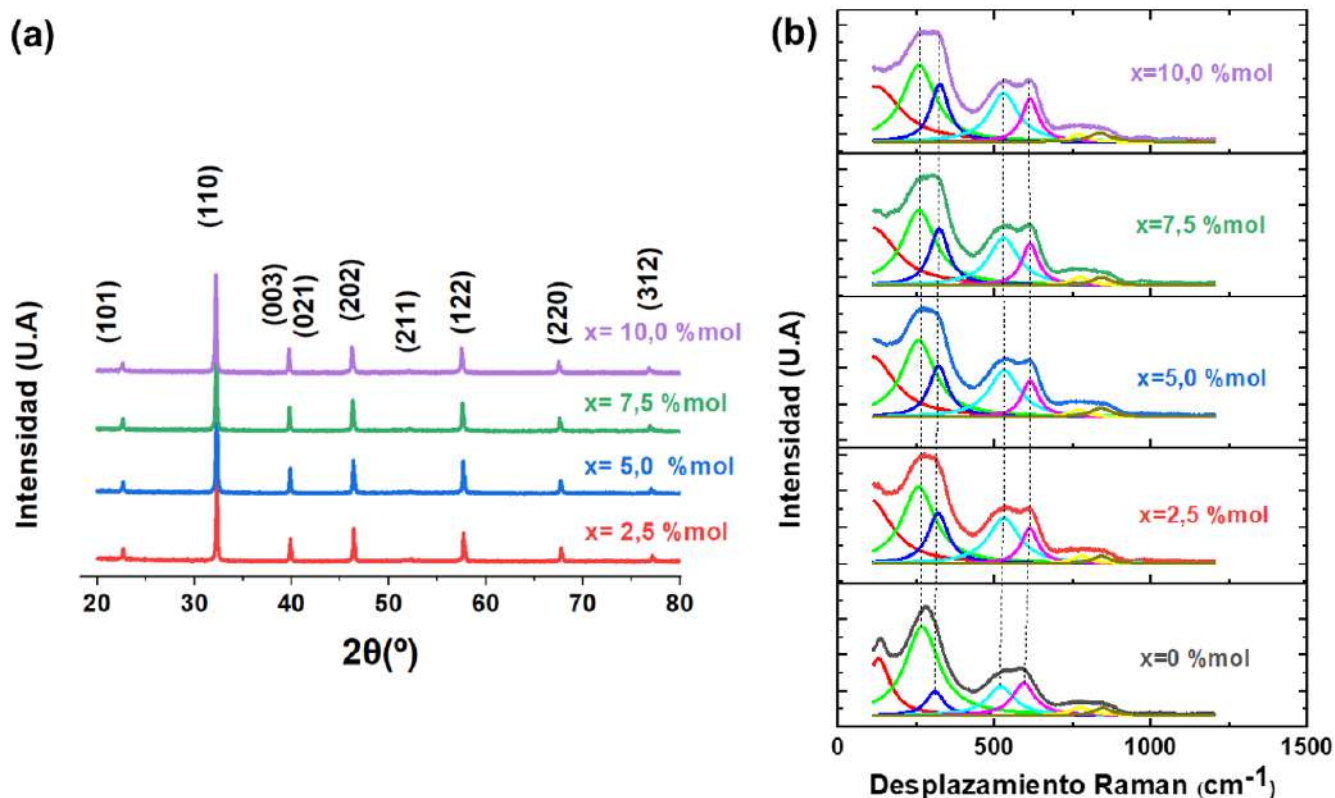 (a)
Intensidad (U.A)
(101)
(110)
(003)
(021)
(202)
(211)
(122)
(220)
(312)
x= 10,0 %mol
x= 7,5 %mol
x= 5,0 %mol
x= 2,5 %mol
20 30 40 50 60 70 80
2θ(º)
(b)
Intensidad (U.A)
x=10,0 %mol
x=7,5 %mol
x=5,0 %mol
x=2,5 %mol
x=0 %mol
0 500 1000 1500
Desplazamiento Raman (cm⁻¹)